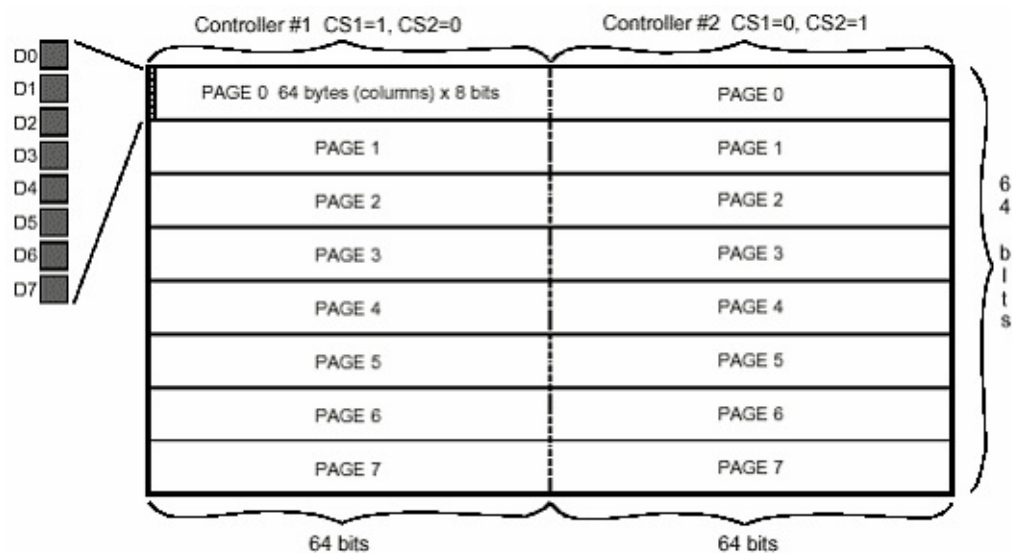 Controller #1 CS1=1, CS2=0
Controller #2 CS1=0, CS2=1
D0
D1
D2
D3
D4
D5
D6
D7
PAGE 0 64 bytes (columns) x 8 bits
PAGE 0
PAGE 1
PAGE 1
PAGE 2
PAGE 2
PAGE 3
PAGE 3
PAGE 4
PAGE 4
PAGE 5
PAGE 5
PAGE 6
PAGE 6
PAGE 7
PAGE 7
64 bits
64 bits
64 bits